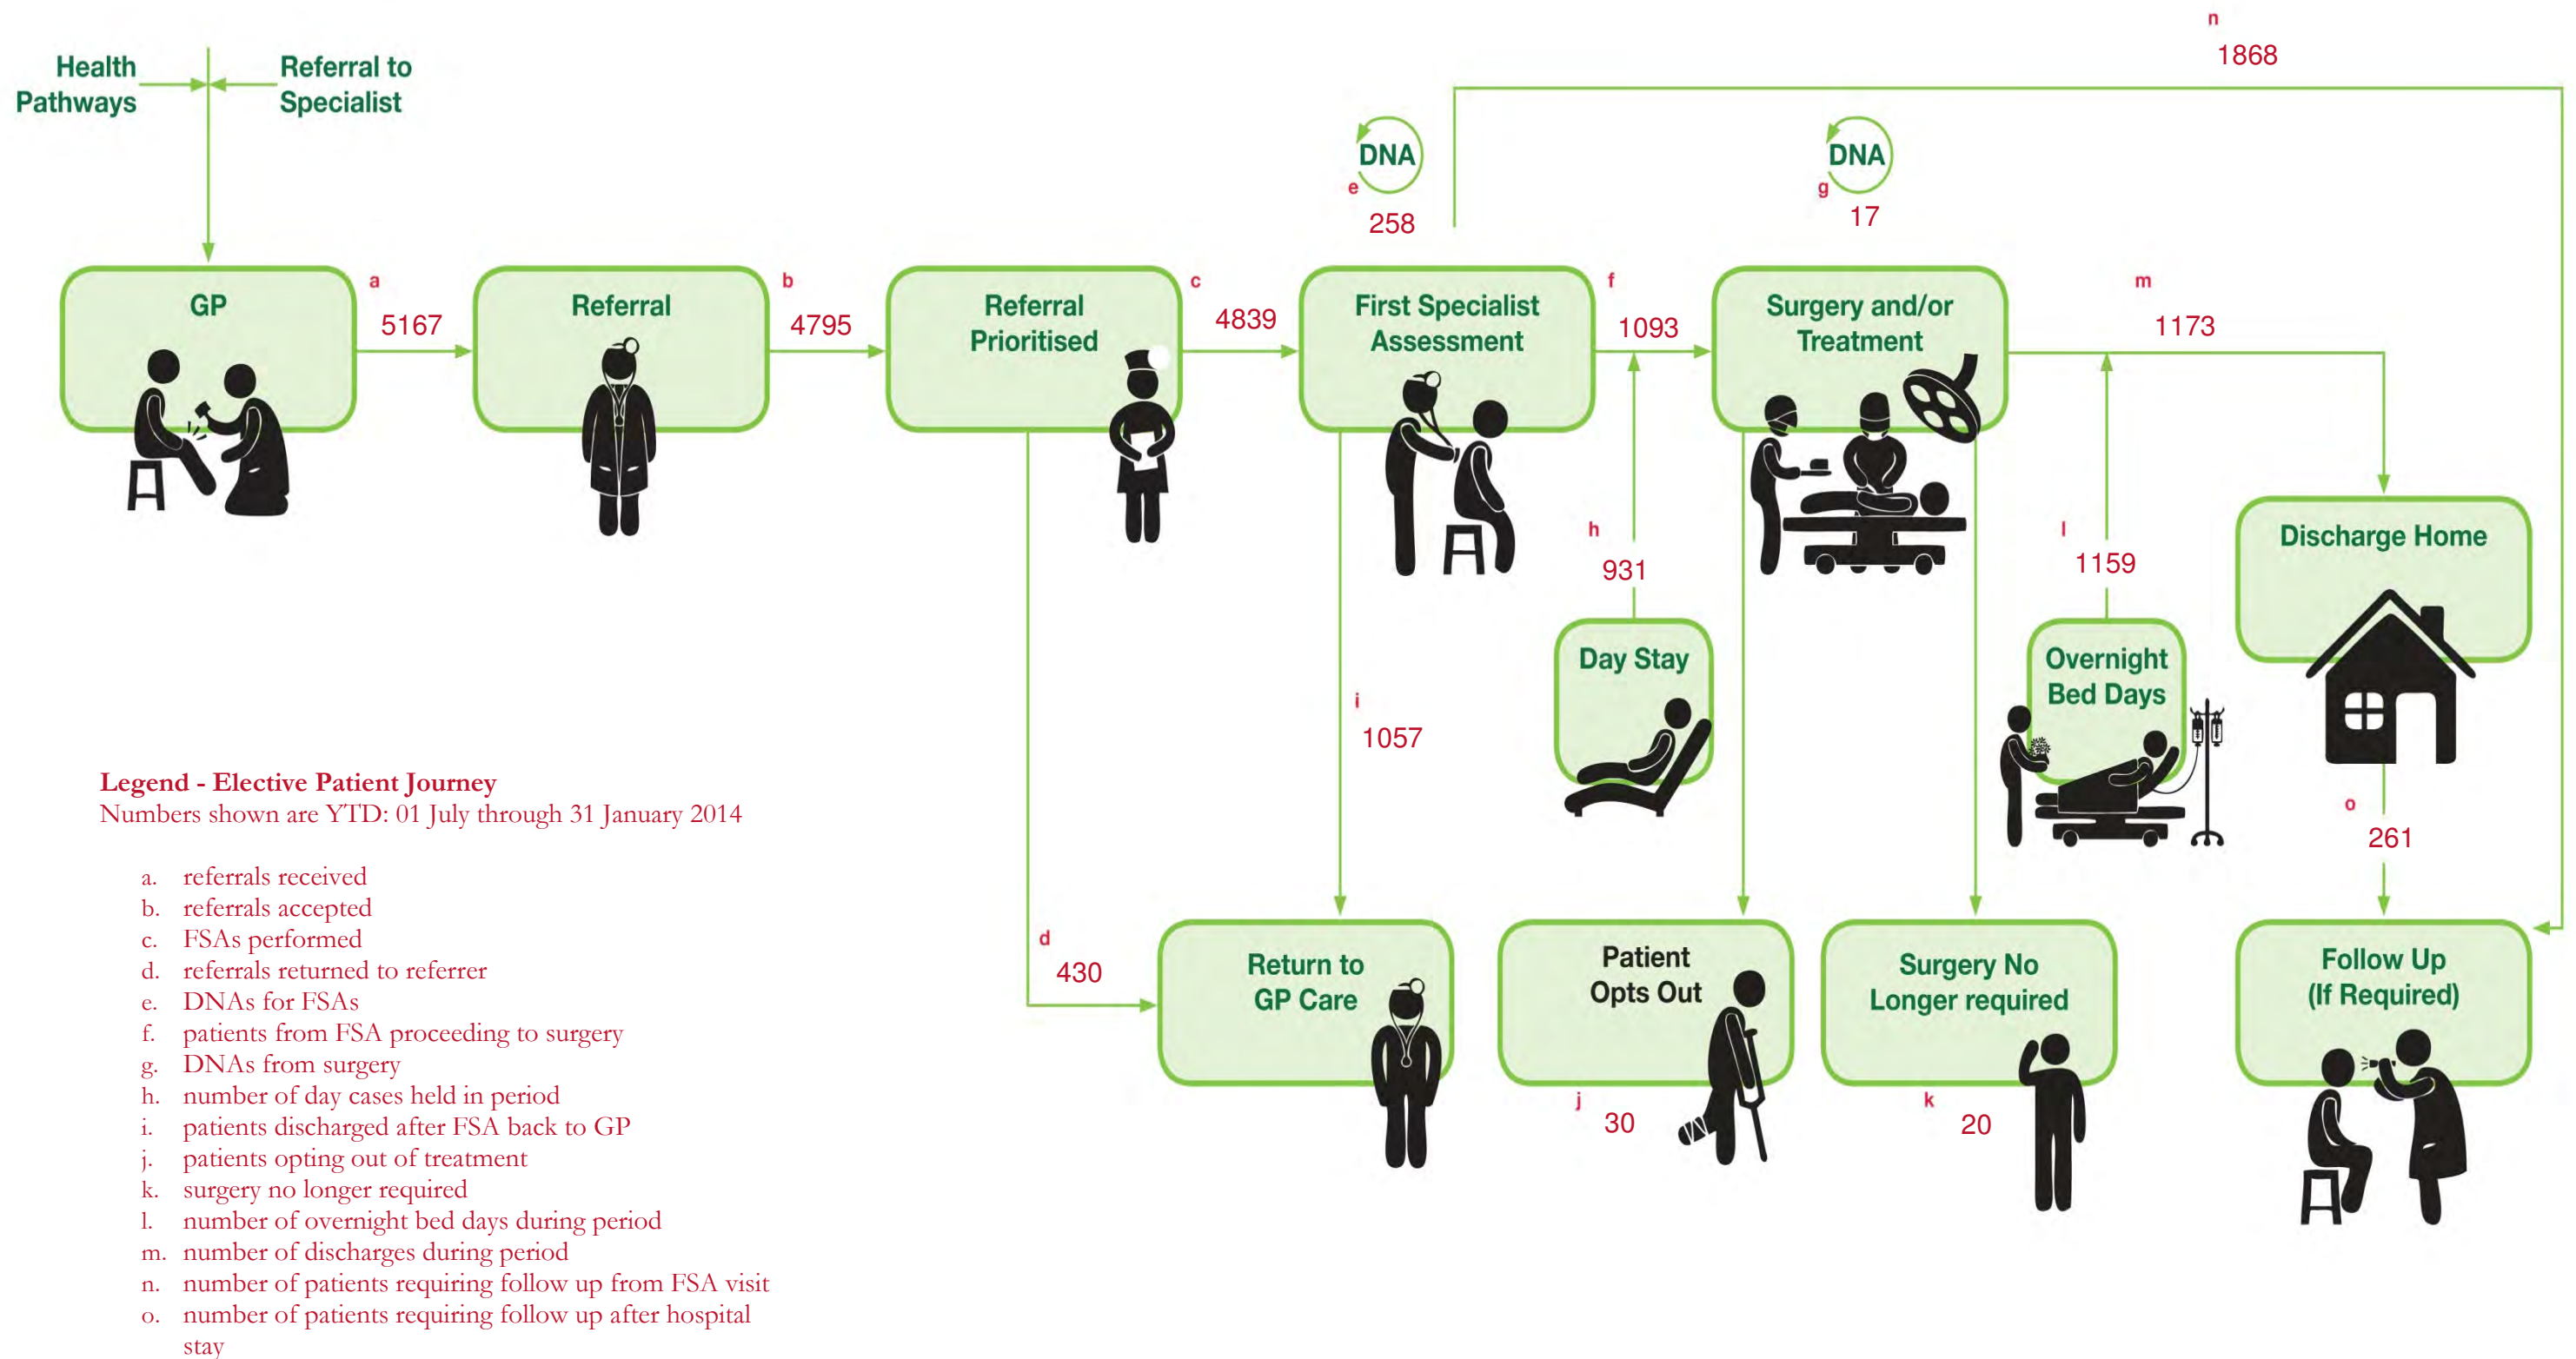 n
1868
Health
Pathways
Referral to
Specialist
DNA
e
258
DNA
g
17
GP
a
5167
Referral
b
4795
Referral
Prioritised
c
4839
First Specialist
Assessment
f
1093
Surgery and/or
Treatment
m
1173
h
931
l
1159
Discharge Home
Day Stay
Overnight
Bed Days
i
1057
o
261
d
430
Return to
GP Care
Patient
Opts Out
j
30
Surgery No
Longer required
k
20
Follow Up
(If Required)
Legend - Elective Patient Journey
Numbers shown are YTD: 01 July through 31 January 2014
a. referrals received
b. referrals accepted
c. FSAs performed
d. referrals returned to referrer
e. DNAs for FSAs
f. patients from FSA proceeding to surgery
g. DNAs from surgery
h. number of day cases held in period
i. patients discharged after FSA back to GP
j. patients opting out of treatment
k. surgery no longer required
l. number of overnight bed days during period
m. number of discharges during period
n. number of patients requiring follow up from FSA visit
o. number of patients requiring follow up after hospital
stay